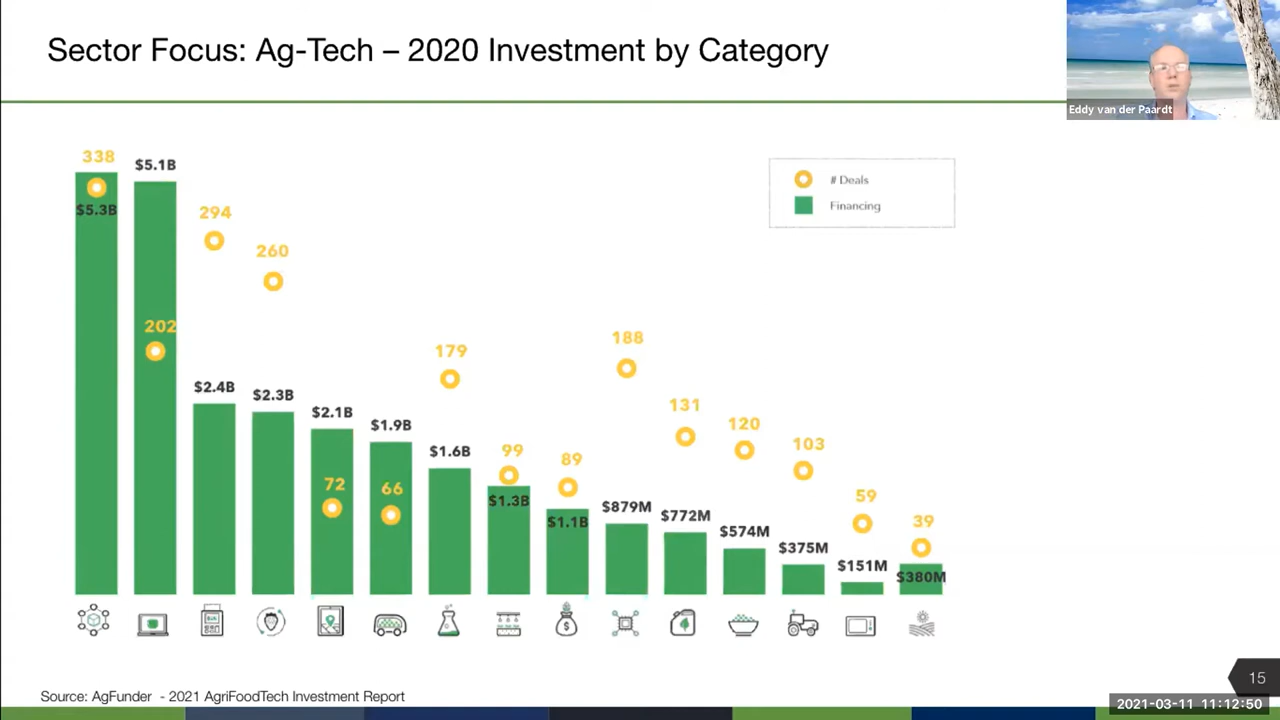 Sector Focus: Ag-Tech – 2020 Investment by Category
Eddy van der Paardt
338
$5.3B
$5.1B
202
294
$2.4B
260
$2.3B
$2.1B
72
$1.9B
66
179
$1.6B
99
$1.3B
89
$1.1B
188
$879M
131
$772M
120
$574M
103
$375M
59
$151M
39
$380M
# Deals
Financing
Source: AgFunder - 2021 AgriFoodTech Investment Report
15
2021-03-11 11:12:50